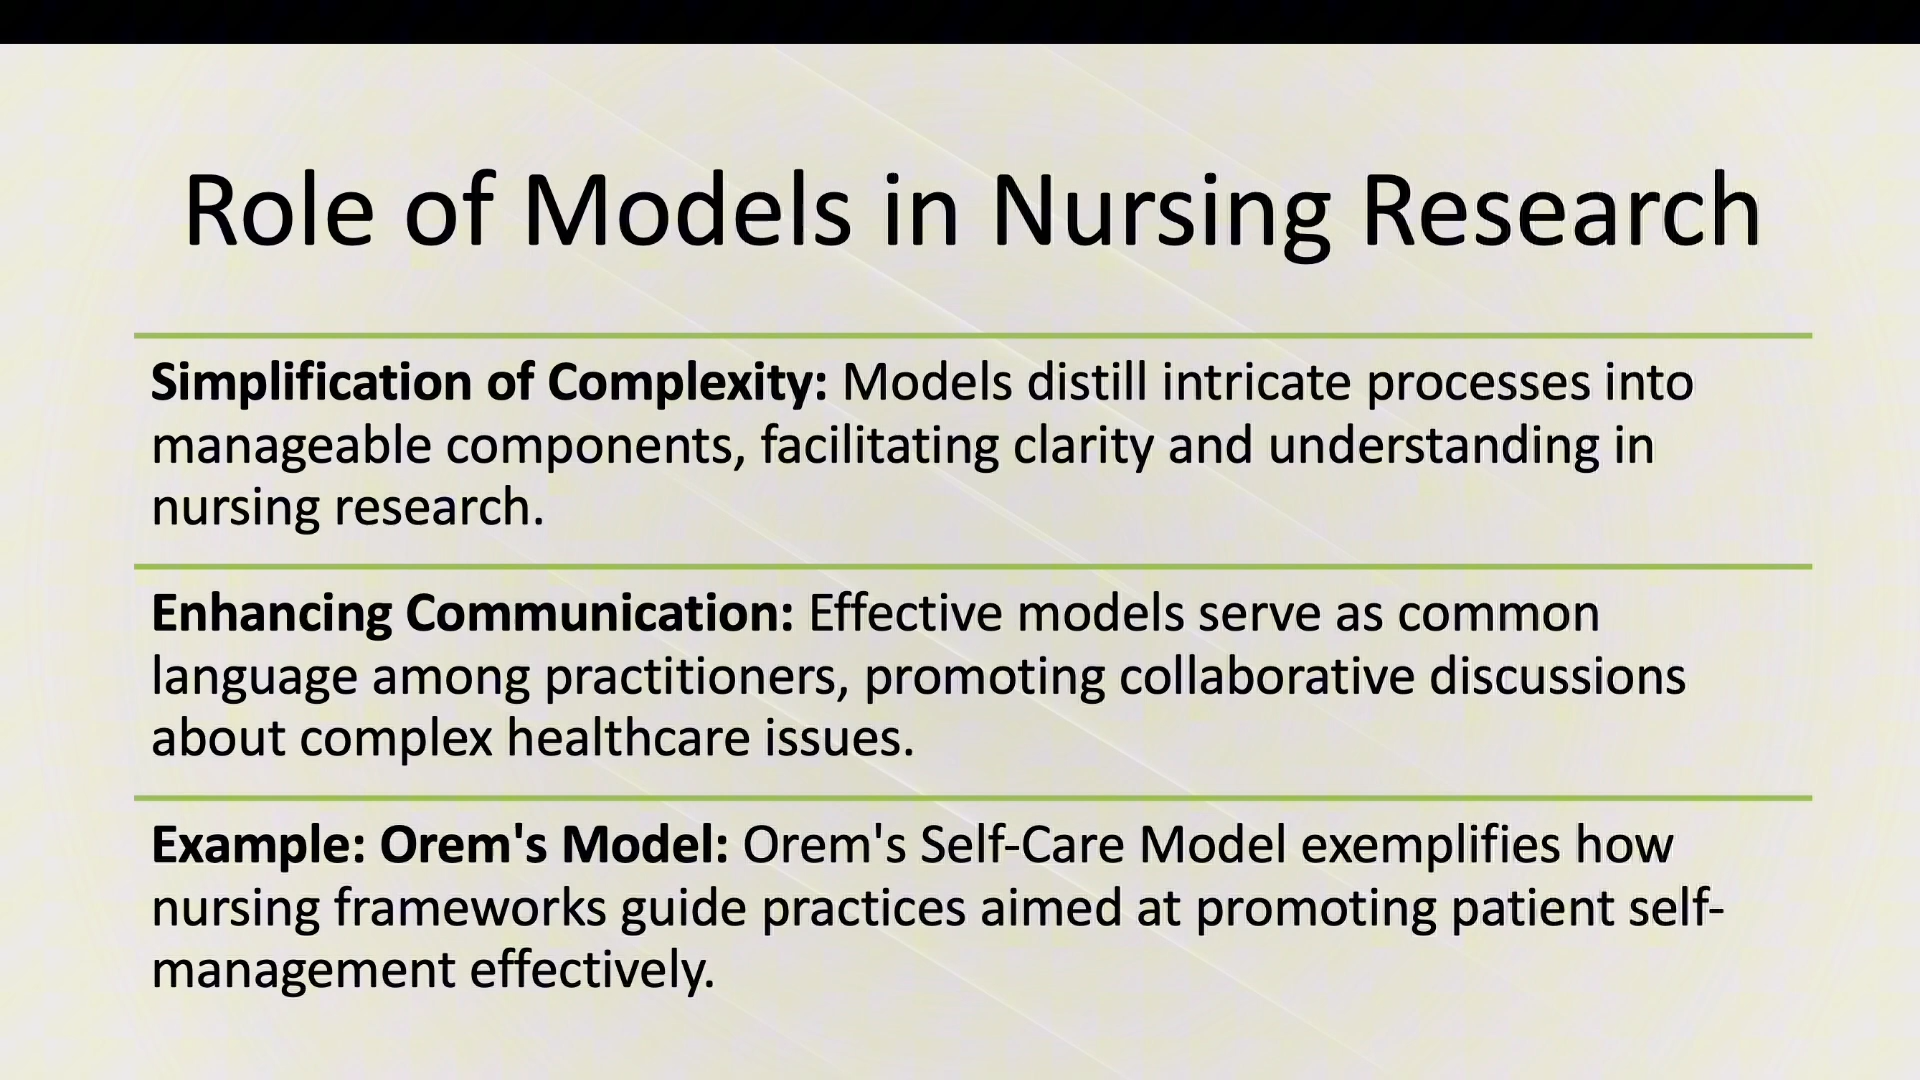 Role of Models in Nursing Research
Simplification of Complexity: Models distill intricate processes into
manageable components, facilitating clarity and understanding in
nursing research.
Enhancing Communication: Effective models serve as common
language among practitioners, promoting collaborative discussions
about complex healthcare issues.
Example: Orem's Model: Orem's Self-Care Model exemplifies how
nursing frameworks guide practices aimed at promoting patient self-
management effectively.